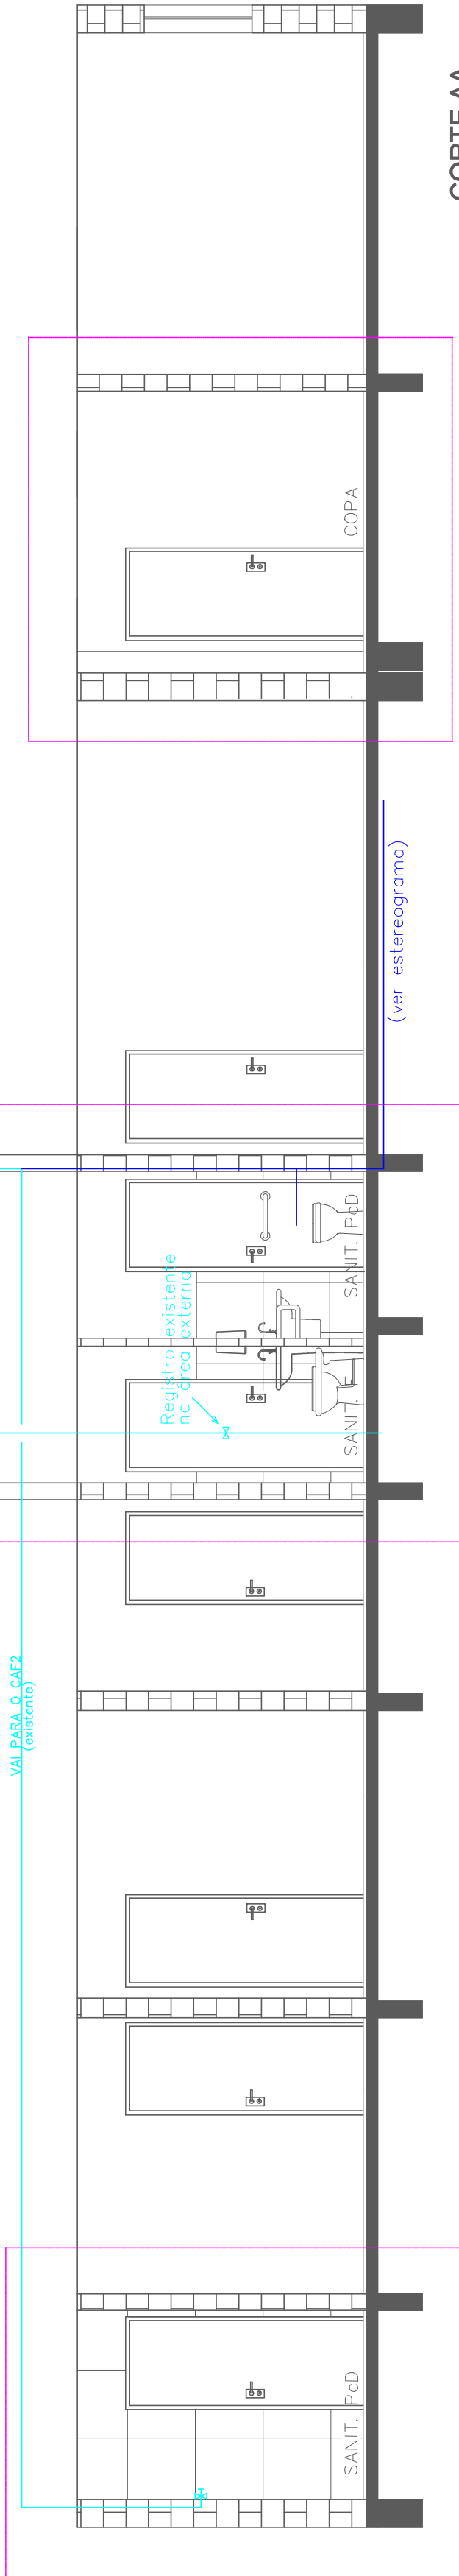 CORTE AA
COPA
(ver estereograma)
SANIT. PcD
Registro existente
na área externa
SANIT. F
VAI PARA O CAF2
(existente)
SANIT. PcD